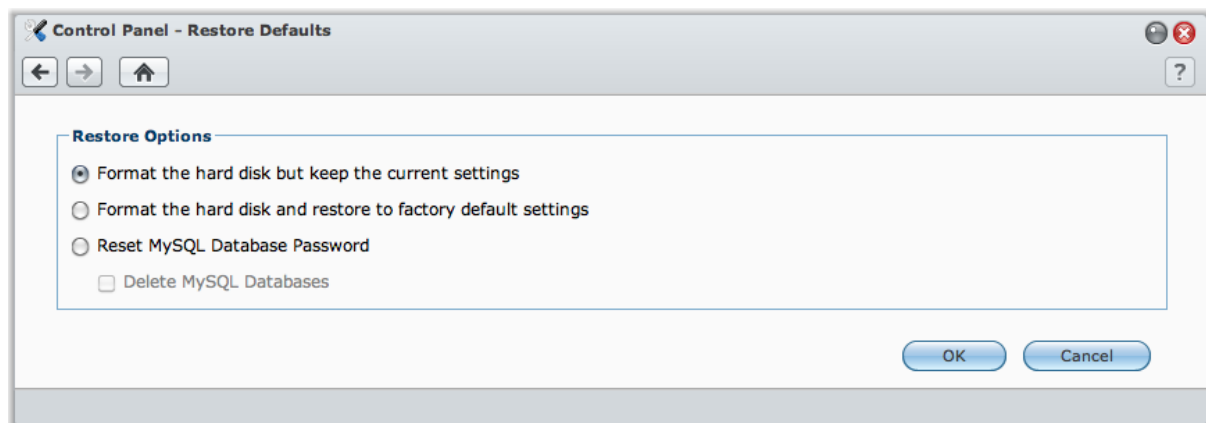 Control Panel - Restore Defaults
?
Restore Options
Format the hard disk but keep the current settings
Format the hard disk and restore to factory default settings
Reset MySQL Database Password
Delete MySQL Databases
OK Cancel